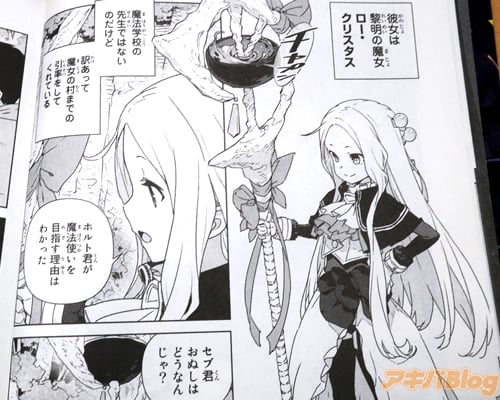 彼女は
黎明の魔女
ロー・
クリスタス
魔法学校の
先生ではない
のだけど
訳あって
魔女の村までの
引率をして
くれている
ホルト君が
魔法使いを
目指す理由は
わかった
セブ君
おぬしは
どうなん
じゃ?
アキバBlog